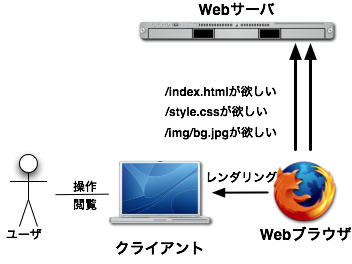 Webサーバ
/index.htmlが欲しい
/style.cssが欲しい
/img/bg.jpgが欲しい
操作
閲覧
レンダリング
ユーザ
クライアント
Webブラウザ